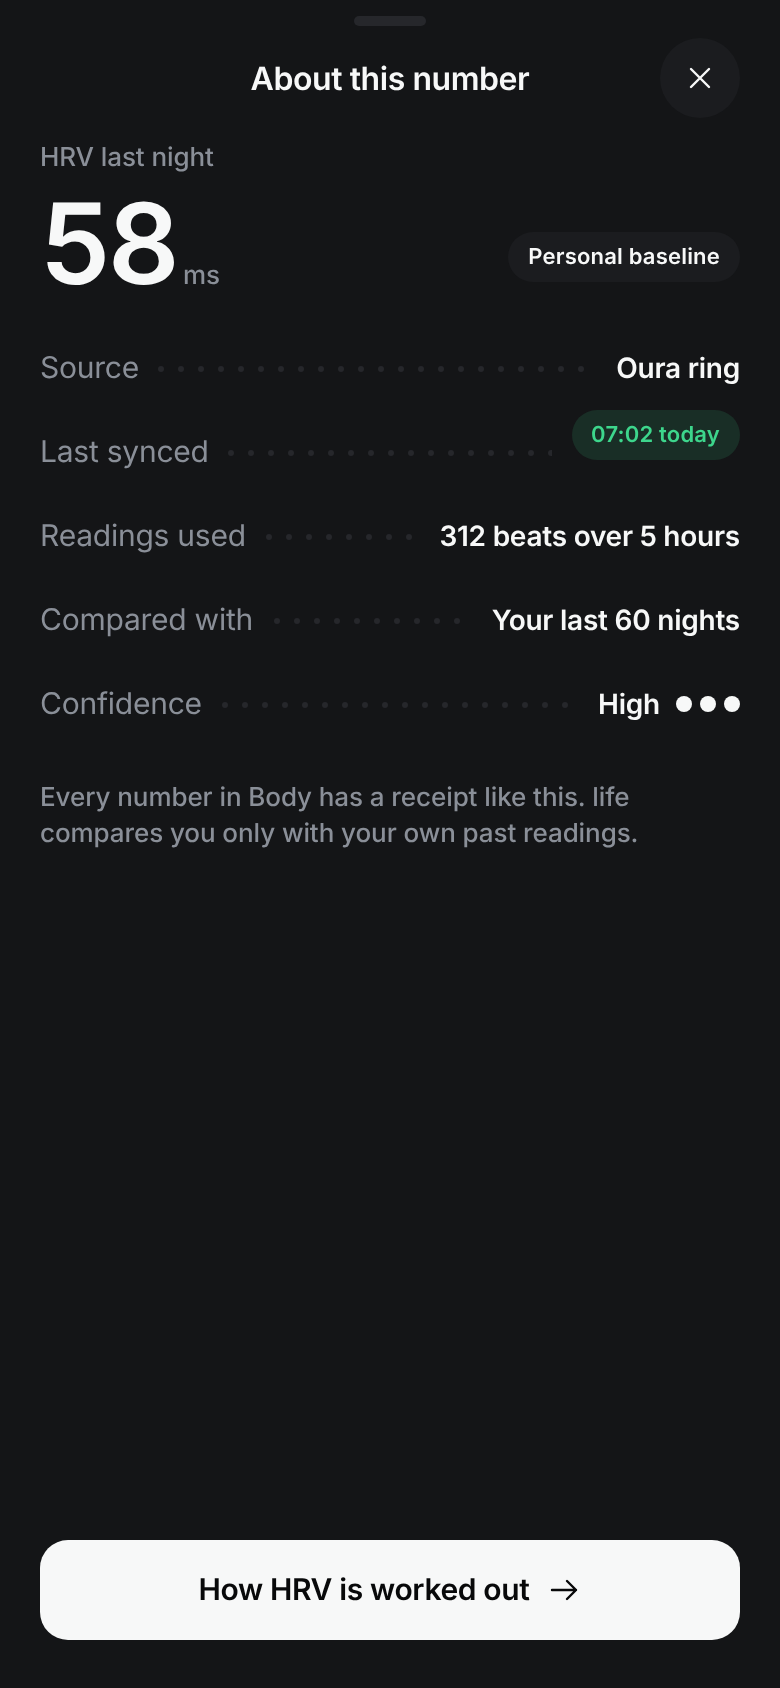 About this number
HRV last night
58 ms
Personal baseline
Source Oura ring
Last synced 07:02 today
Readings used 312 beats over 5 hours
Compared with Your last 60 nights
Confidence High
Every number in Body has a receipt like this. life
compares you only with your own past readings.
How HRV is worked out →